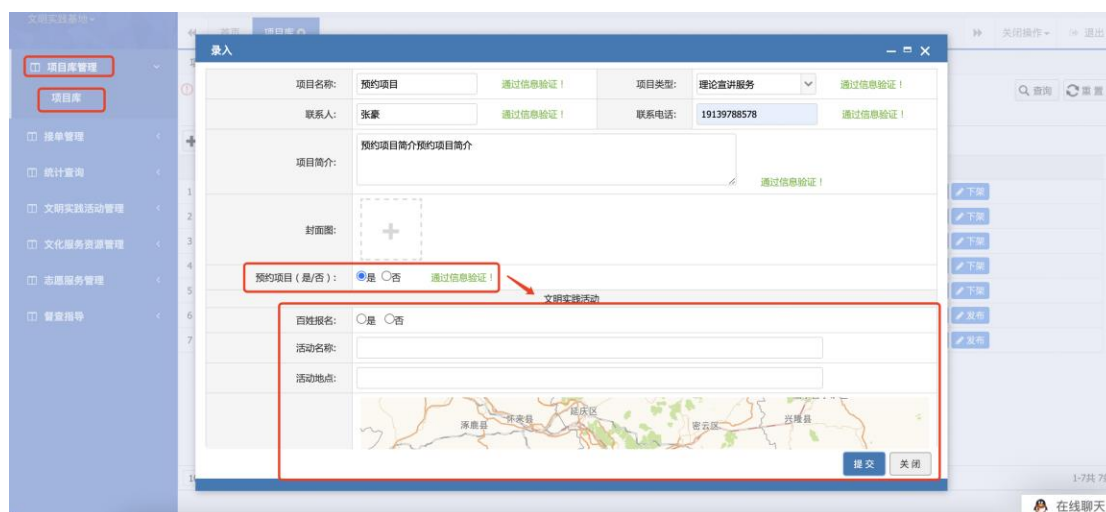 文明实践基地
首页 项目库
关闭操作 退出
录入
项目库管理
项目库
项目名称: 预约项目 通过信息验证！ 项目类型: 理论宣讲服务 通过信息验证！
查询 重置
联系人: 张豪 通过信息验证！ 联系电话: 19139788578 通过信息验证！
接单管理
项目简介: 预约项目简介预约项目简介
通过信息验证！
统计查询
1 下架
文明实践活动管理
2 下架
封面图:
3 下架
文化服务资源管理
4 下架
预约项目 ( 是/否 ) : 是 否 通过信息验证！
志愿服务管理
5 下架
文明实践活动
督查指导
6 发布
百姓报名: 是 否
7 发布
活动名称:
活动地点:
延庆区
怀来县 兴隆县
涿鹿县 密云区
提交 关闭
1-7共
在线聊天